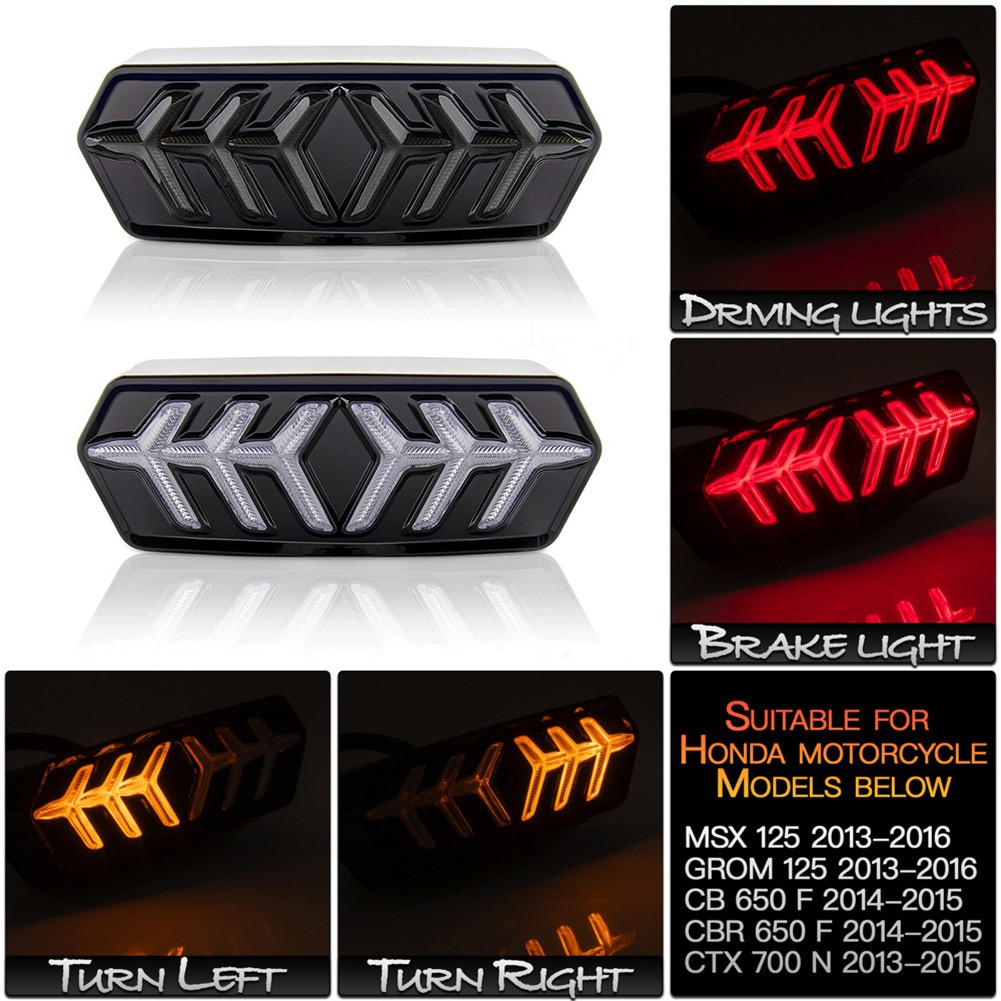 DRIVING LIGHTS
BRAKE LIGHT
TURN LEFT
TURN RIGHT
SUITABLE FOR
HONDA MOTORCYCLE
MODELS BELOW
MSX 125 2013-2016
GROM 125 2013-2016
CB 650 F 2014-2015
CBR 650 F 2014-2015
CTX 700 N 2013-2015